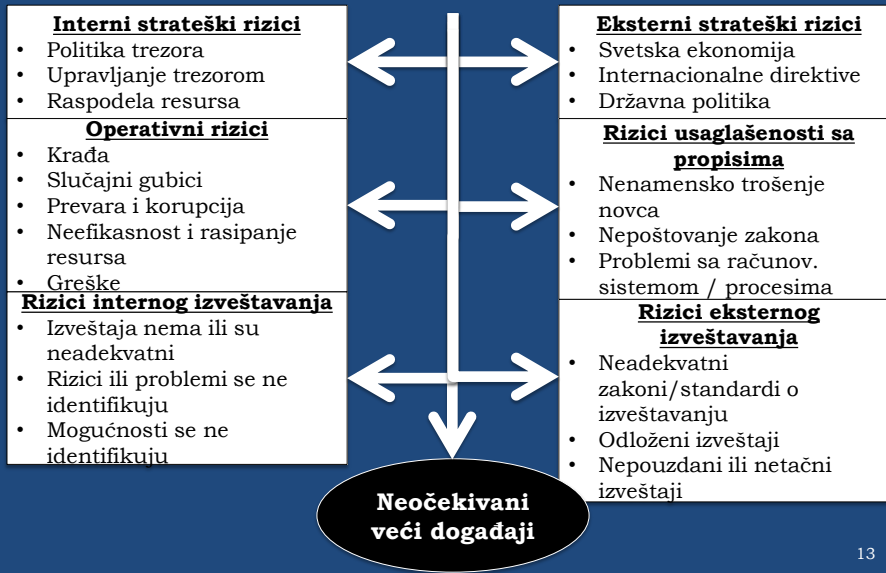 Interni strateški rizici
• Politika trezora
• Upravljanje trezorom
• Raspodela resursa
Operativni rizici
• Krađa
• Slučajni gubici
• Prevara i korupcija
• Neefikasnost i rasipanje
resursa
• Greške
Rizici internog izveštavanja
• Izveštaja nema ili su
neadekvatni
• Rizici ili problemi se ne
identifikuju
• Mogućnosti se ne
identifikuju
Eksterni strateški rizici
• Svetska ekonomija
• Internacionalne direktive
• Državna politika
Rizici usaglašenosti sa
propisima
• Nenamensko trošenje
novca
• Nepoštovanje zakona
• Problemi sa računov.
sistemom / procesima
Rizici eksternog
izveštavanja
• Neadekvatni
zakoni/standardi o
izveštavanju
• Odloženi izveštaji
• Nepouzdani ili netačni
izveštaji
Neočekivani
veći događaji
13